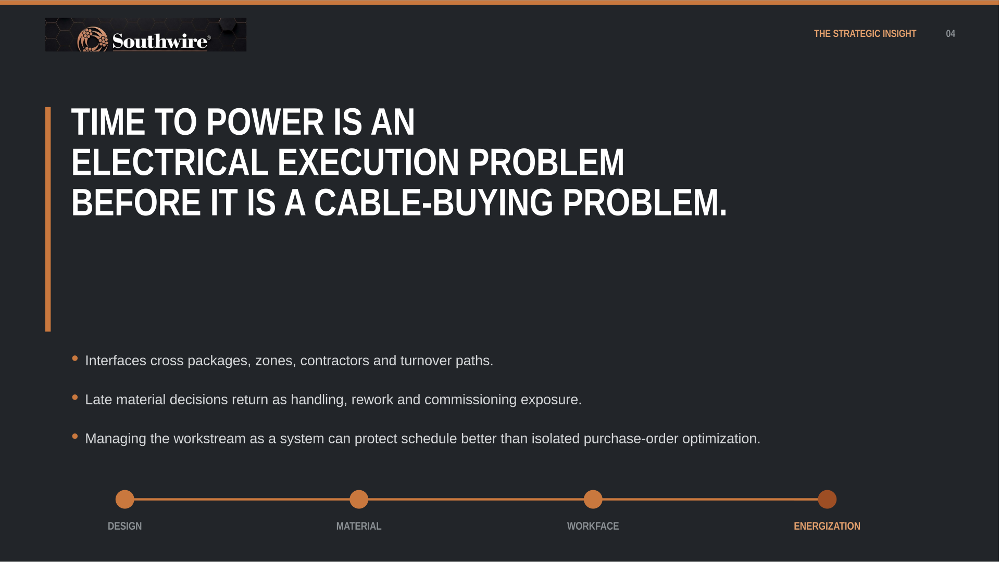 Southwire®
THE STRATEGIC INSIGHT 04
TIME TO POWER IS AN
ELECTRICAL EXECUTION PROBLEM
BEFORE IT IS A CABLE-BUYING PROBLEM.
• Interfaces cross packages, zones, contractors and turnover paths.
• Late material decisions return as handling, rework and commissioning exposure.
• Managing the workstream as a system can protect schedule better than isolated purchase-order optimization.
DESIGN MATERIAL WORKFACE ENERGIZATION